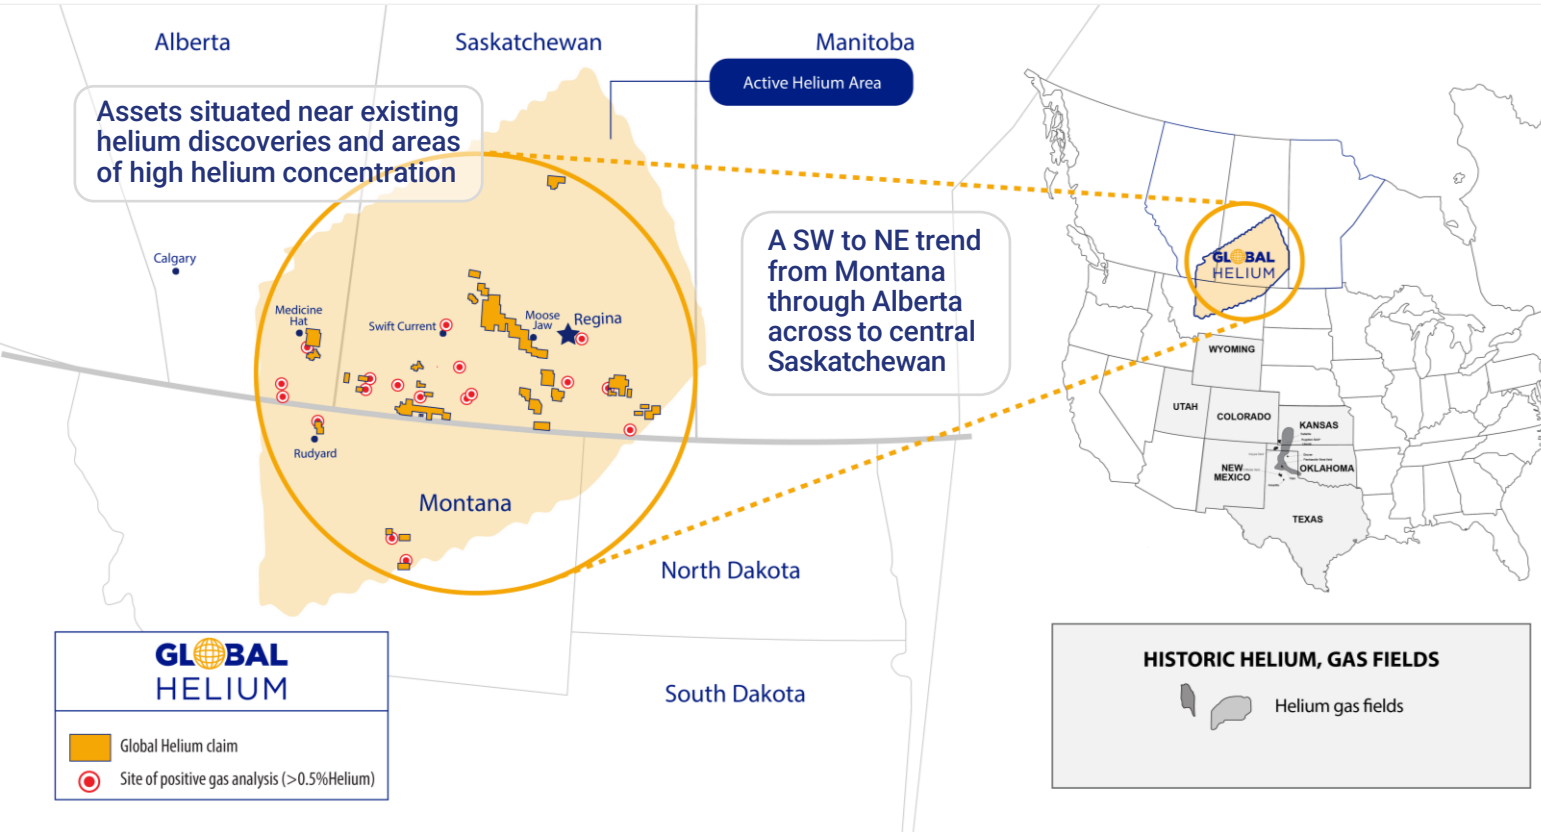 Alberta
Saskatchewan
Manitoba
Active Helium Area
Assets situated near existing
helium discoveries and areas
of high helium concentration
A SW to NE trend
from Montana
through Alberta
across to central
Saskatchewan
Calgary
Medicine
Hat
Swift Current
Moose
Jaw
Regina
Rudyard
Montana
North Dakota
South Dakota
GLOBAL
HELIUM
WYOMING
UTAH
COLORADO
KANSAS
NEW
MEXICO
OKLAHOMA
TEXAS
GLOBAL
HELIUM
Global Helium claim
Site of positive gas analysis (>0.5%Helium)
HISTORIC HELIUM, GAS FIELDS
Helium gas fields